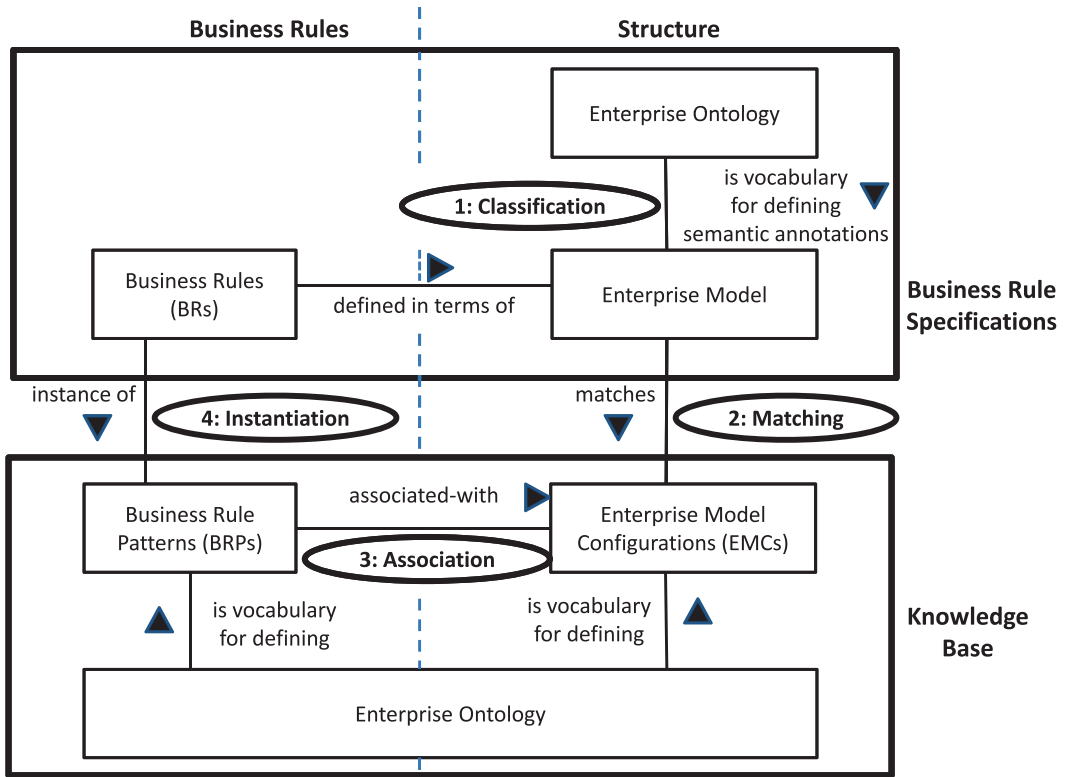 Business Rules
Structure
Enterprise Ontology
is vocabulary
for defining
semantic annotations
1: Classification
Business Rules
(BRs)
defined in terms of
Enterprise Model
Business Rule
Specifications
instance of
4: Instantiation
matches
2: Matching
Business Rule
Patterns (BRPs)
associated-with
3: Association
Enterprise Model
Configurations (EMCs)
is vocabulary
for defining
is vocabulary
for defining
Knowledge
Base
Enterprise Ontology